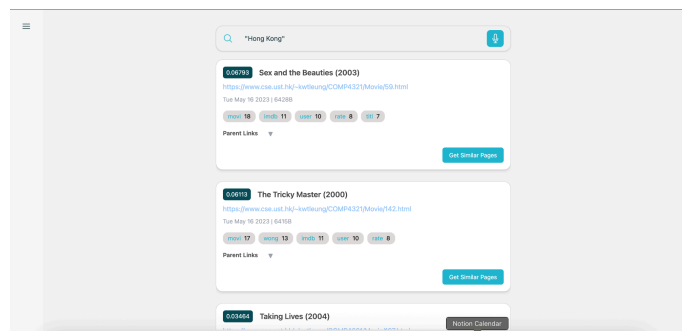 "Hong Kong"
0.06793 Sex and the Beauties (2003)
https://www.cse.ust.hk/~kwtleung/COMP4321/Movie/59.html
Tue May 16 2023 | 6428B
movi 18 imdb 11 user 10 rate 8 titl 7
Parent Links ▼
Get Similar Pages
0.06113 The Tricky Master (2000)
https://www.cse.ust.hk/~kwtleung/COMP4321/Movie/142.html
Tue May 16 2023 | 6415B
movi 17 wong 13 imdb 11 user 10 rate 8
Parent Links ▼
Get Similar Pages
0.03464 Taking Lives (2004)
Notion Calendar